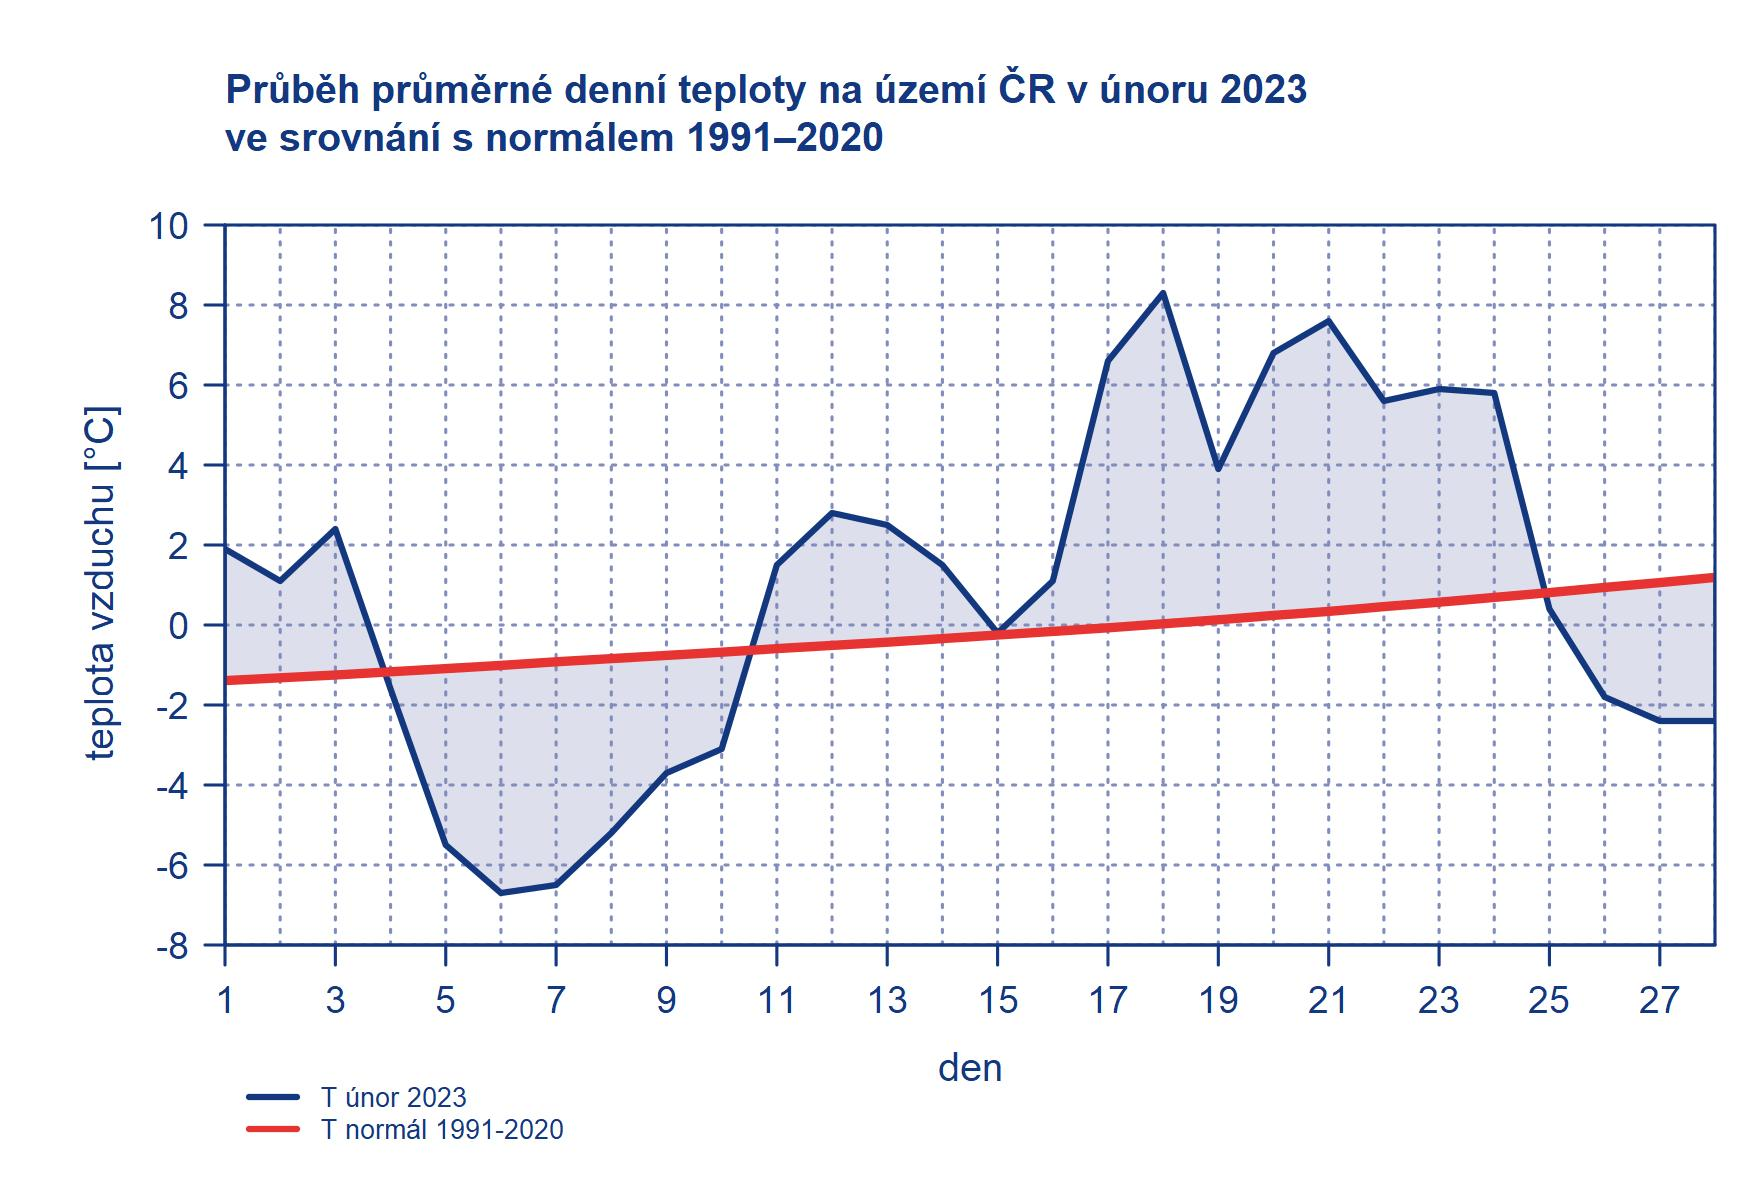 Průběh průměrné denní teploty na území ČR v únoru 2023
ve srovnání s normálem 1991–2020
teplota vzduchu [°C]
10
8
6
4
2
0
-2
-4
-6
-8
1 3 5 7 9 11 13 15 17 19 21 23 25 27
den
T únor 2023
T normál 1991-2020